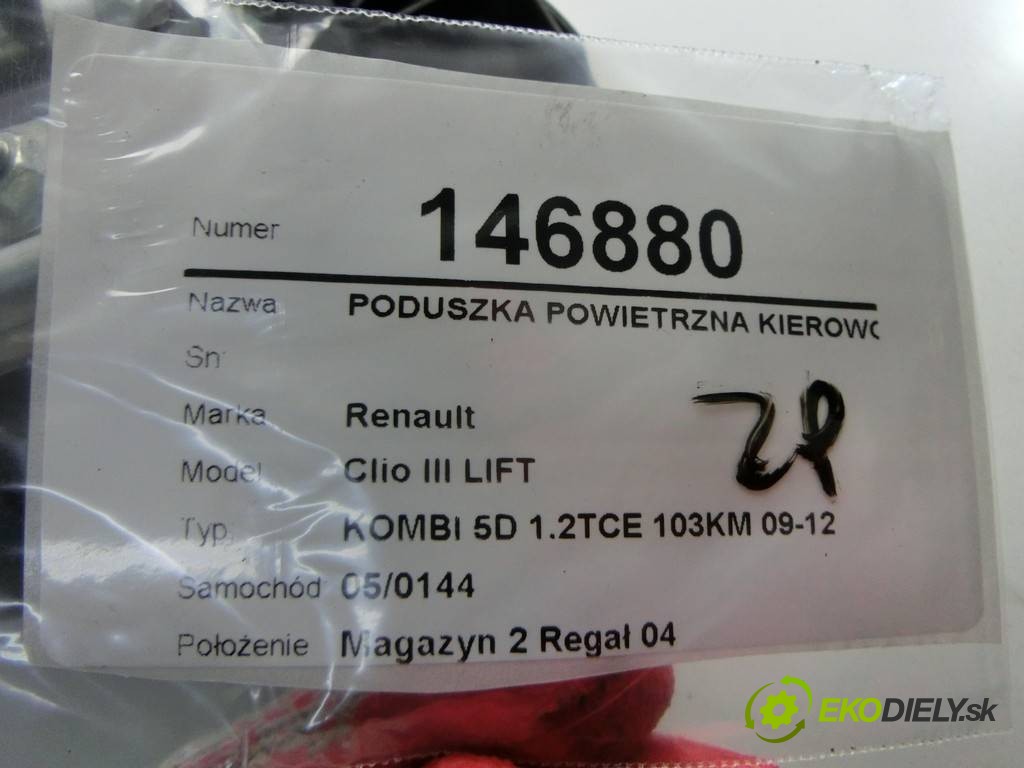 Numer 146880
Nazwa PODUSZKA POWIETRZNA KIEROWC
Sn
Marka Renault
Model Clio III LIFT
Typ KOMBI 5D 1.2TCE 103KM 09-12
Samochód 05/0144
Położenie Magazyn 2 Regał 04
EKODIELY.sk